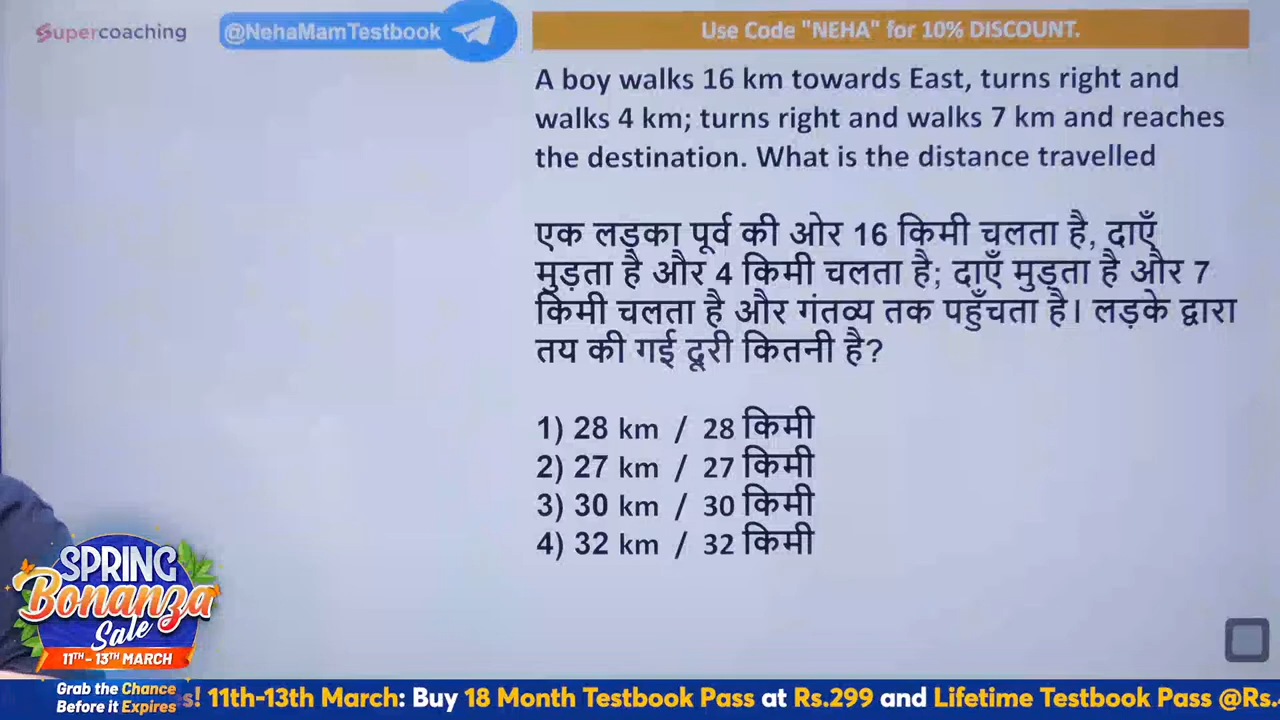 Supercoaching
@NehaMamTestbook
Use Code "NEHA" for 10% DISCOUNT.
A boy walks 16 km towards East, turns right and
walks 4 km; turns right and walks 7 km and reaches
the destination. What is the distance travelled
एक लड़का पूर्व की ओर 16 किमी चलता है, दाएँ
मुड़ता है और 4 किमी चलता है; दाएँ मुड़ता है और 7
किमी चलता है और गंतव्य तक पहुँचता है। लड़के द्वारा
तय की गई दूरी कितनी है?
1) 28 km / 28 किमी
2) 27 km / 27 किमी
3) 30 km / 30 किमी
4) 32 km / 32 किमी
SPRING
Bonanza
Sale
11TH - 13TH MARCH
Grab the Chance
Before it Expires
s! 11th-13th March: Buy 18 Month Testbook Pass at Rs.299 and Lifetime Testbook Pass @Rs.